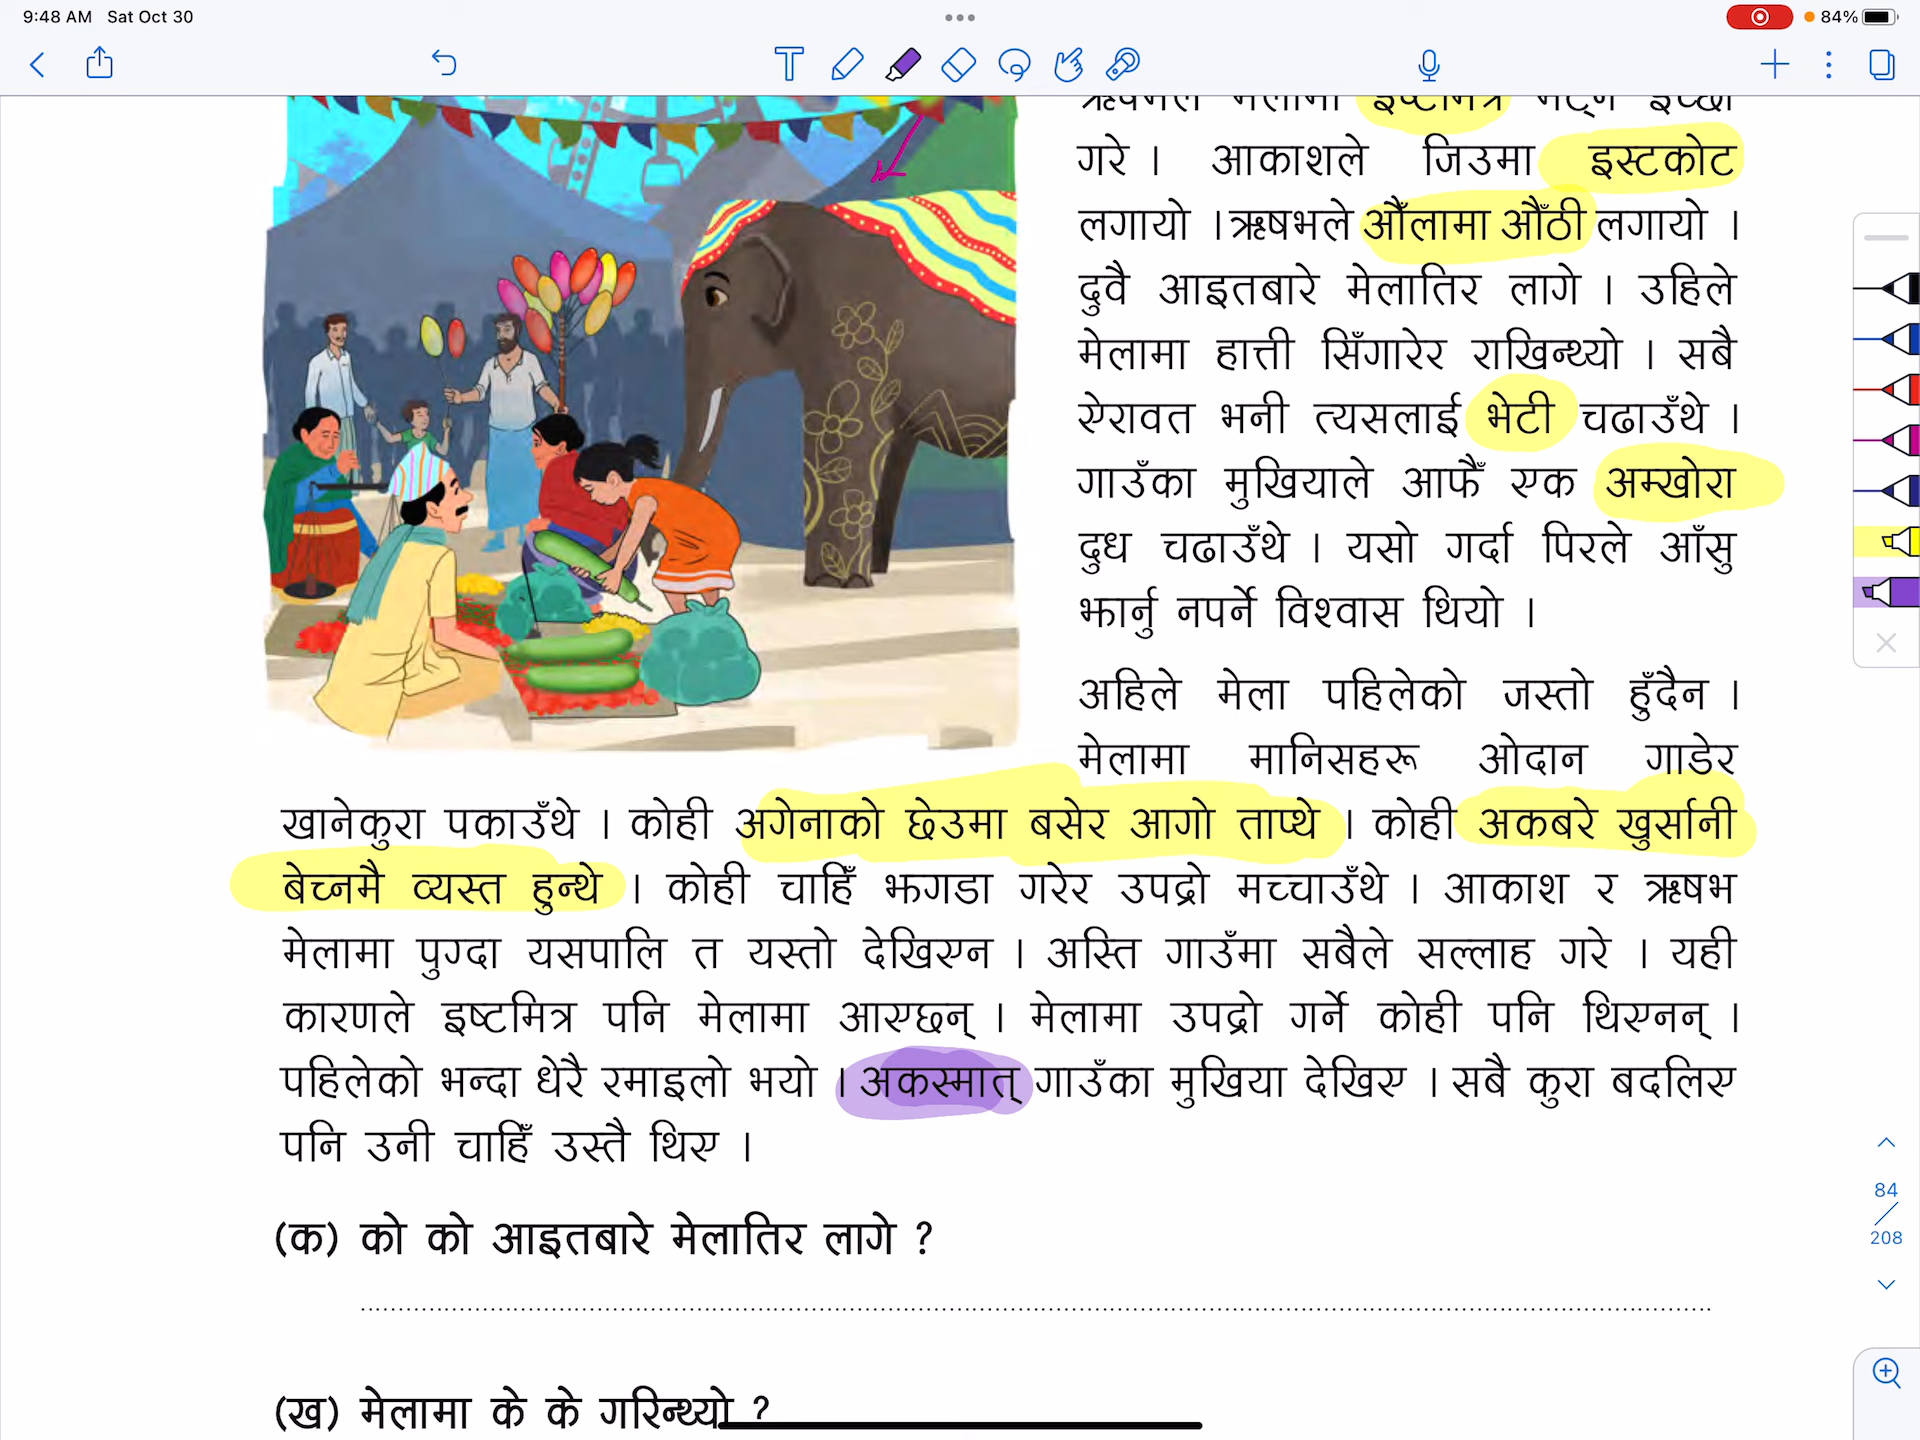 9:48 AM Sat Oct 30
84%
ऋषभले मेलामा इष्टमित्र भेट्ने इच्छा
गरे । आकाशले जिउमा इस्टकोट
लगायो ।ऋषभले औँलामा औँठी लगायो ।
दुवै आइतबारे मेलातिर लागे । उहिले
मेलामा हात्ती सिँगारेर राखिन्थ्यो । सबै
ऐरावत भनी त्यसलाई भेटी चढाउँथे ।
गाउँका मुखियाले आफैँ एक अम्खोरा
दुध चढाउँथे । यसो गर्दा पिरले आँसु
झार्नु नपर्ने विश्वास थियो ।
अहिले मेला पहिलेको जस्तो हुँदैन ।
मेलामा मानिसहरू ओदान गाडेर
खानेकुरा पकाउँथे । कोही अगेनाको छेउमा बसेर आगो ताप्थे । कोही अकबरे खुर्सानी
बेच्नमै व्यस्त हुन्थे । कोही चाहिँ झगडा गरेर उपद्रो मच्चाउँथे । आकाश र ऋषभ
मेलामा पुग्दा यसपालि त यस्तो देखिएन । अस्ति गाउँमा सबैले सल्लाह गरे । यही
कारणले इष्टमित्र पनि मेलामा आएछन् । मेलामा उपद्रो गर्ने कोही पनि थिएनन् ।
पहिलेको भन्दा धेरै रमाइलो भयो । अकस्मात् गाउँका मुखिया देखिए । सबै कुरा बदलिए
पनि उनी चाहिँ उस्तै थिए ।
(क) को को आइतबारे मेलातिर लागे ?
(ख) मेलामा के के गरिन्थ्यो ?
84
/
208